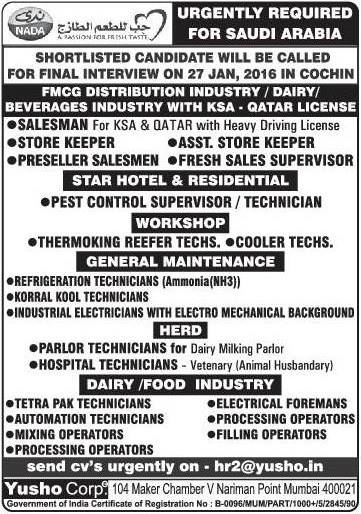 ندى
NADA
حب للطعم الطازج
A PASSION FOR FRESH TASTE
URGENTLY REQUIRED
FOR SAUDI ARABIA
SHORTLISTED CANDIDATE WILL BE CALLED
FOR FINAL INTERVIEW ON 27 JAN, 2016 IN COCHIN
FMCG DISTRIBUTION INDUSTRY / DAIRY/
BEVERAGES INDUSTRY WITH KSA - QATAR LICENSE
●SALESMAN For KSA & QATAR with Heavy Driving License
●STORE KEEPER ●ASST. STORE KEEPER
●PRESELLER SALESMEN ●FRESH SALES SUPERVISOR
STAR HOTEL & RESIDENTIAL
●PEST CONTROL SUPERVISOR / TECHNICIAN
WORKSHOP
●THERMOKING REEFER TECHS. ●COOLER TECHS.
GENERAL MAINTENANCE
●REFRIGERATION TECHNICIANS (Ammonia(NH3))
●KORRAL KOOL TECHNICIANS
●INDUSTRIAL ELECTRICIANS WITH ELECTRO MECHANICAL BACKGROUND
HERD
●PARLOR TECHNICIANS for Dairy Milking Parlor
●HOSPITAL TECHNICIANS - Vetenary (Animal Husbandary)
DAIRY /FOOD INDUSTRY
●TETRA PAK TECHNICIANS ●ELECTRICAL FOREMANS
●AUTOMATION TECHNICIANS ●PROCESSING OPERATORS
●MIXING OPERATORS ●FILLING OPERATORS
●PROCESSING OPERATORS
send cv's urgently on - hr2@yusho.in
Yusho Corp: 104 Maker Chamber V Nariman Point Mumbai 400021
Government of India Certificate of Registration No : B-0096/MUM/PART/1000+/5/2845/90